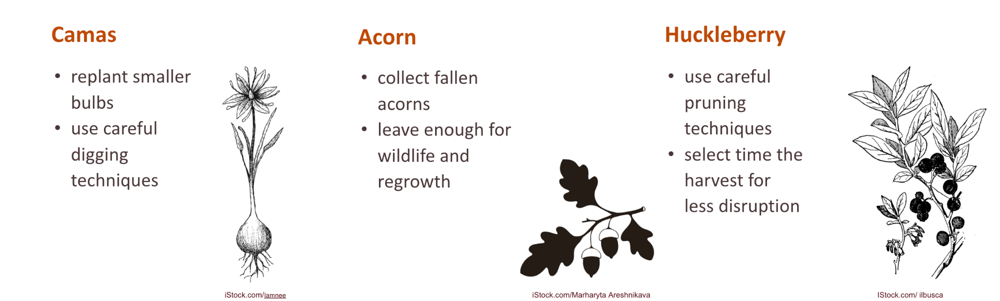 Camas
• replant smaller
bulbs
• use careful
digging
techniques
iStock.com/lamnee
Acorn
• collect fallen
acorns
• leave enough for
wildlife and
regrowth
iStock.com/Marharyta Areshnikava
Huckleberry
• use careful
pruning
techniques
• select time the
harvest for
less disruption
IStock.com/ ilbusca